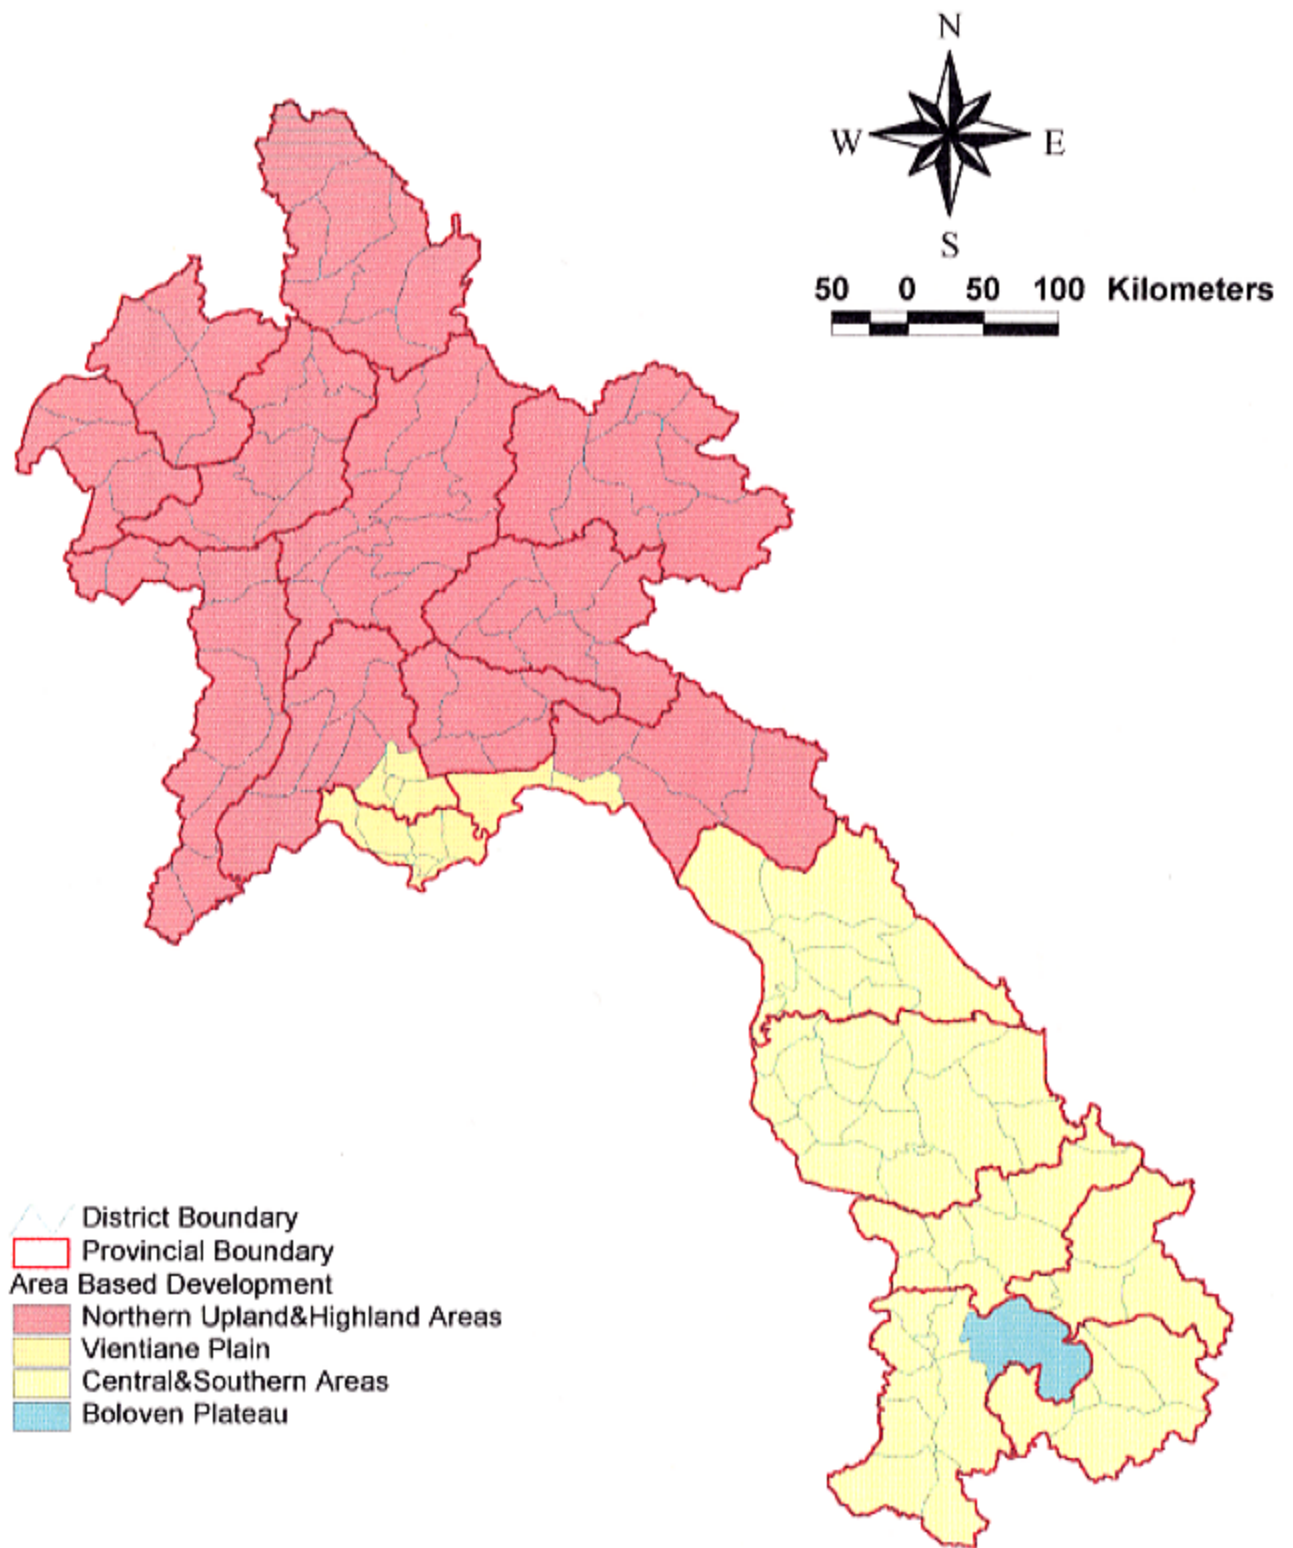 N
W E
S
50 0 50 100 Kilometers
District Boundary
Provincial Boundary
Area Based Development
Northern Upland&Highland Areas
Vientiane Plain
Central&Southern Areas
Boloven Plateau